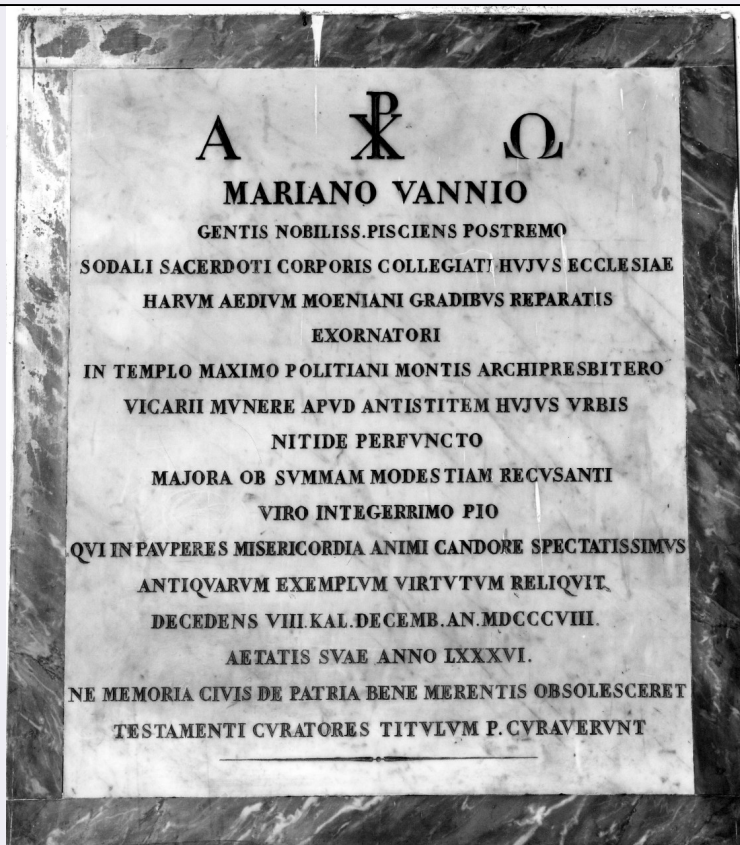 Α ☧ Ω
MARIANO VANNIO
GENTIS NOBILISS.PISCIENS POSTREMO
SODALI SACERDOTI CORPORIS COLLEGIATI HVJVS ECCLESIAE
HARVM AEDIVM MOENIANI GRADIBVS REPARATIS
EXORNATORI
IN TEMPLO MAXIMO POLITIANI MONTIS ARCHIPRESBITERO
VICARII MVNERE APVD ANTISTITEM HVJVS VRBIS
NITIDE PERFVNCTO
MAJORA OB SVMMAM MODESTIAM RECVSANTI
VIRO INTEGERRIMO PIO
QVI IN PAVPERES MISERICORDIA ANIMI CANDORE SPECTATISSIMVS
ANTIQVARVM EXEMPLVM VIRTVTVM RELIQVIT
DECEDENS VIII.KAL.DECEMB.AN.MDCCCVIII.
AETATIS SVAE ANNO LXXXVI.
NE MEMORIA CIVIS DE PATRIA BENE MERENTIS OBSOLESCERET
TESTAMENTI CVRATORES TITVLVM P.CVRAVERVNT